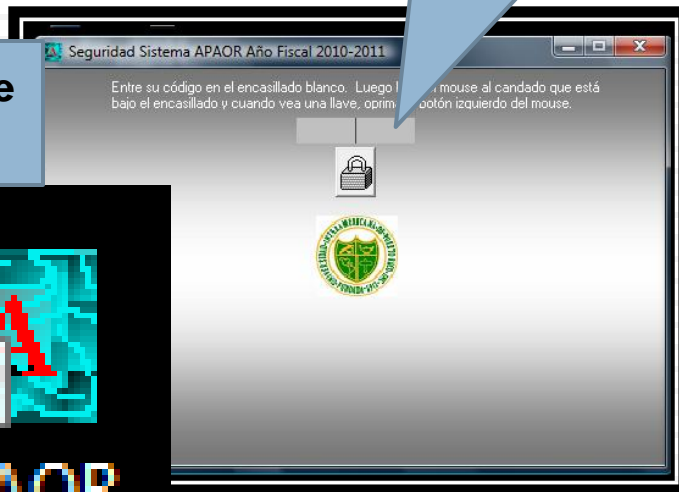 Seguridad Sistema APAOR Año Fiscal 2010-2011
e
Entre su código en el encasillado blanco. Luego mouse al candado que está
bajo el encasillado y cuando vea una llave, oprima botón izquierdo del mouse.
A